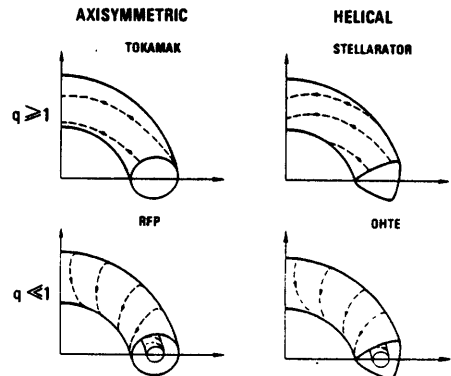 AXISYMMETRIC HELICAL
TOKAMAK STELLARATOR
q ⩾1
RFP OHTE
q ⩽1